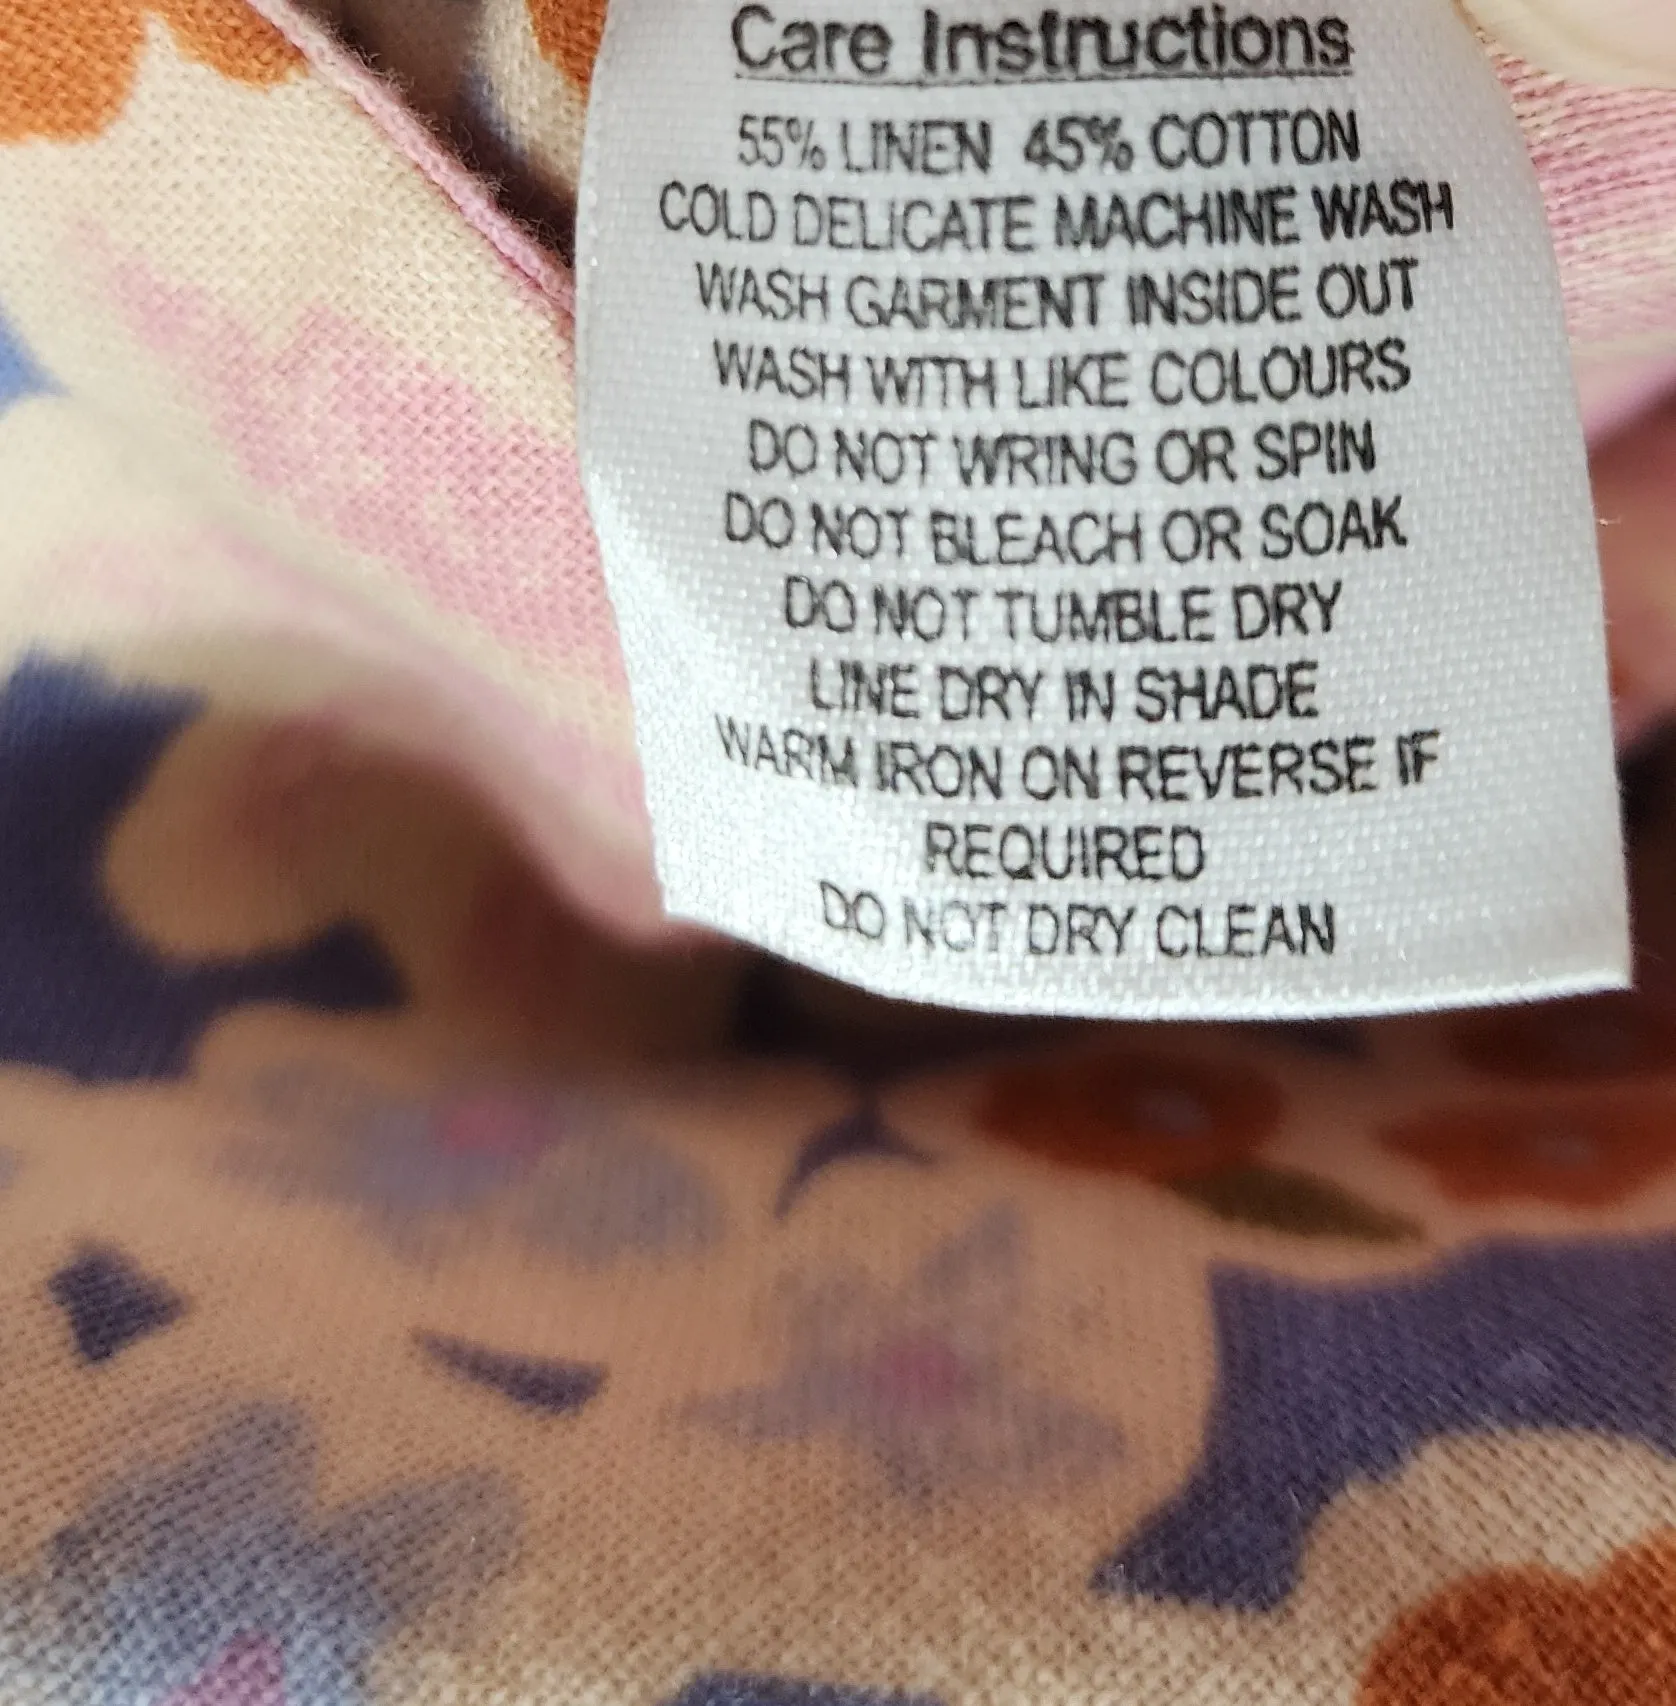 Care Instructions
55% LINEN 45% COTTON
COLD DELICATE MACHINE WASH
WASH GARMENT INSIDE OUT
WASH WITH LIKE COLOURS
DO NOT WRING OR SPIN
DO NOT BLEACH OR SOAK
DO NOT TUMBLE DRY
LINE DRY IN SHADE
WARM IRON ON REVERSE IF
REQUIRED
DO NOT DRY CLEAN